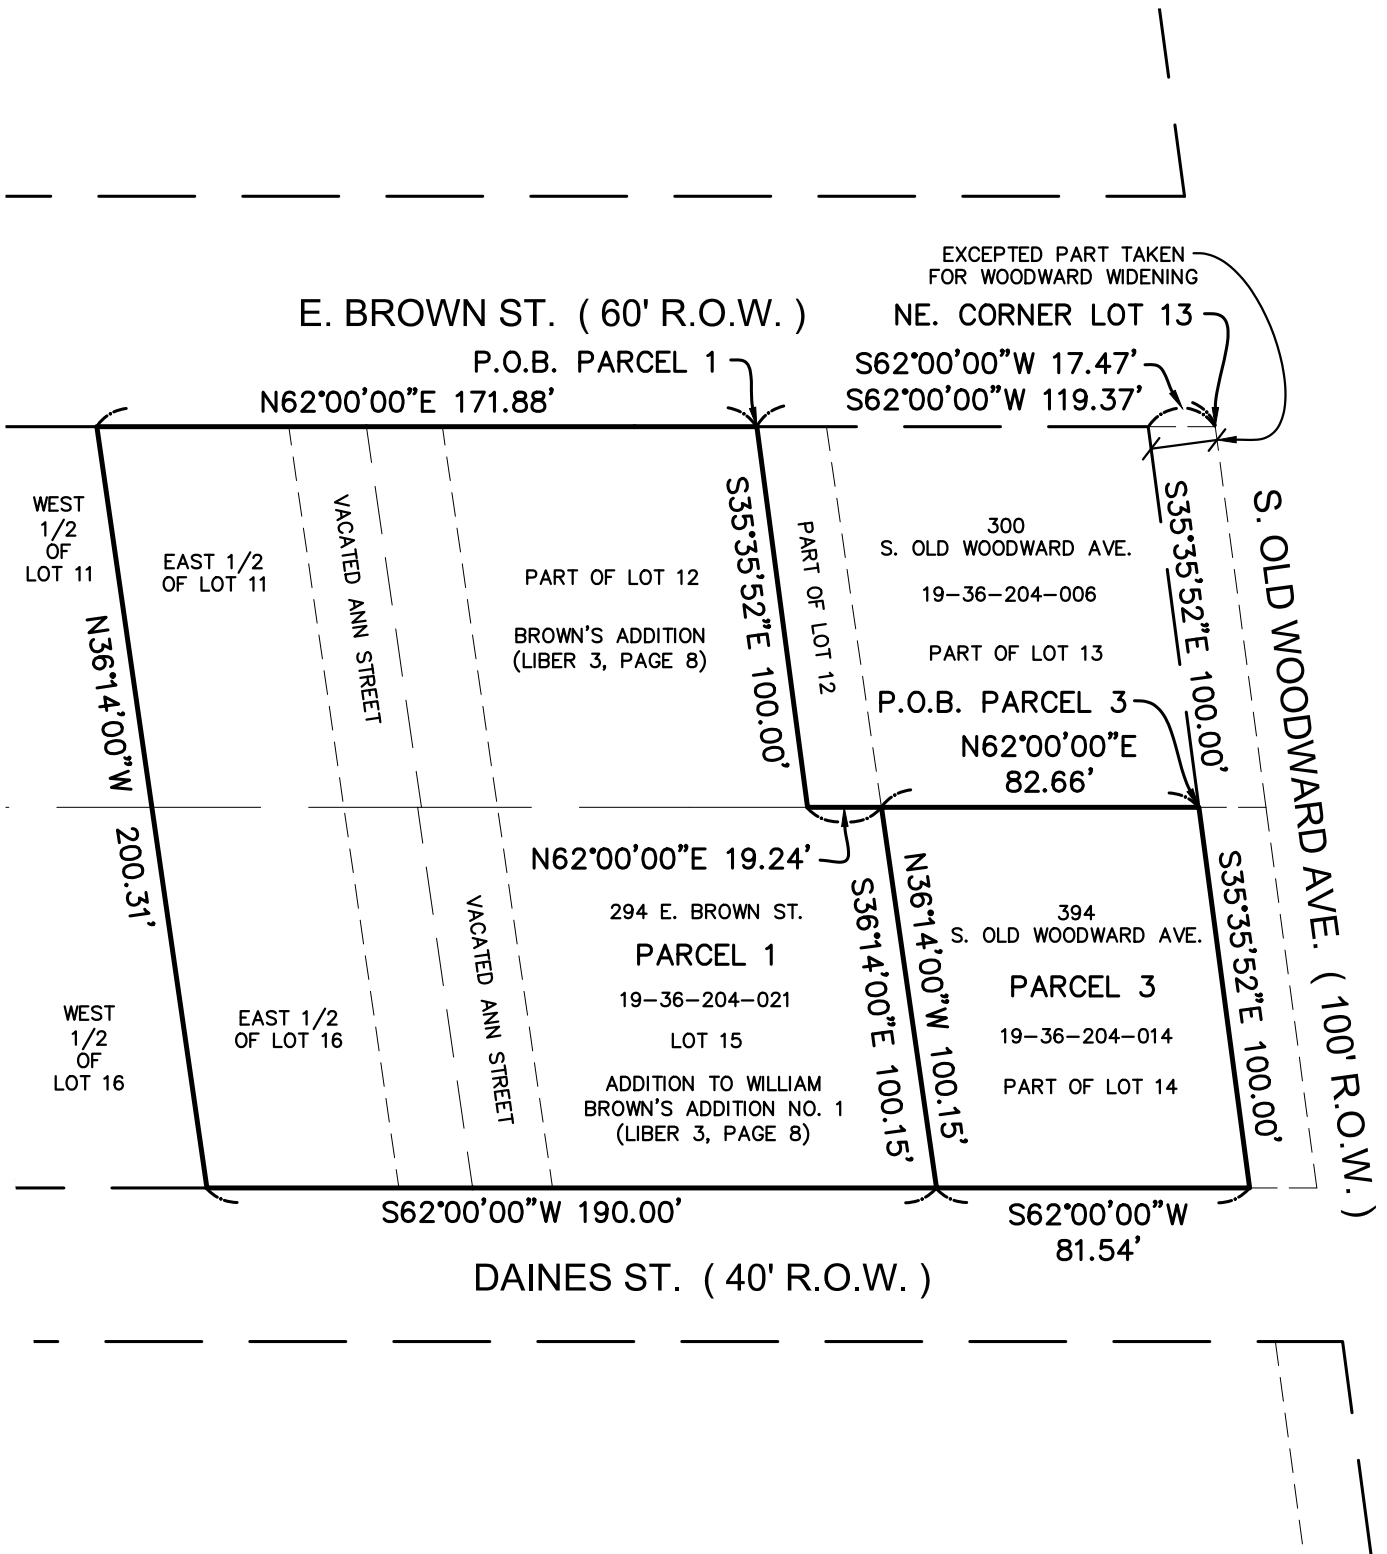 EXCEPTED PART TAKEN
FOR WOODWARD WIDENING
E. BROWN ST. ( 60' R.O.W. )
NE. CORNER LOT 13
P.O.B. PARCEL 1
S62°00'00"W 17.47'
N62°00'00"E 171.88'
S62°00'00"W 119.37'
WEST
1/2
OF
LOT 11
EAST 1/2
OF LOT 11
VACATED ANN STREET
PART OF LOT 12
BROWN'S ADDITION
(LIBER 3, PAGE 8)
S35°35'52"E 100.00'
PART OF LOT 12
300
S. OLD WOODWARD AVE.
19-36-204-006
PART OF LOT 13
S35°35'52"E 100.00'
S. OLD WOODWARD AVE. ( 100' R.O.W. )
P.O.B. PARCEL 3
N62°00'00"E
82.66'
N36°14'00"W 200.31'
N62°00'00"E 19.24'
294 E. BROWN ST.
PARCEL 1
19-36-204-021
LOT 15
ADDITION TO WILLIAM
BROWN'S ADDITION NO. 1
(LIBER 3, PAGE 8)
VACATED ANN STREET
WEST
1/2
OF
LOT 16
EAST 1/2
OF LOT 16
S36°14'00"E 100.15'
N36°14'00"W 100.15'
394
S. OLD WOODWARD AVE.
PARCEL 3
19-36-204-014
PART OF LOT 14
S35°35'52"E 100.00'
S62°00'00"W 190.00'
S62°00'00"W
81.54'
DAINES ST. ( 40' R.O.W. )